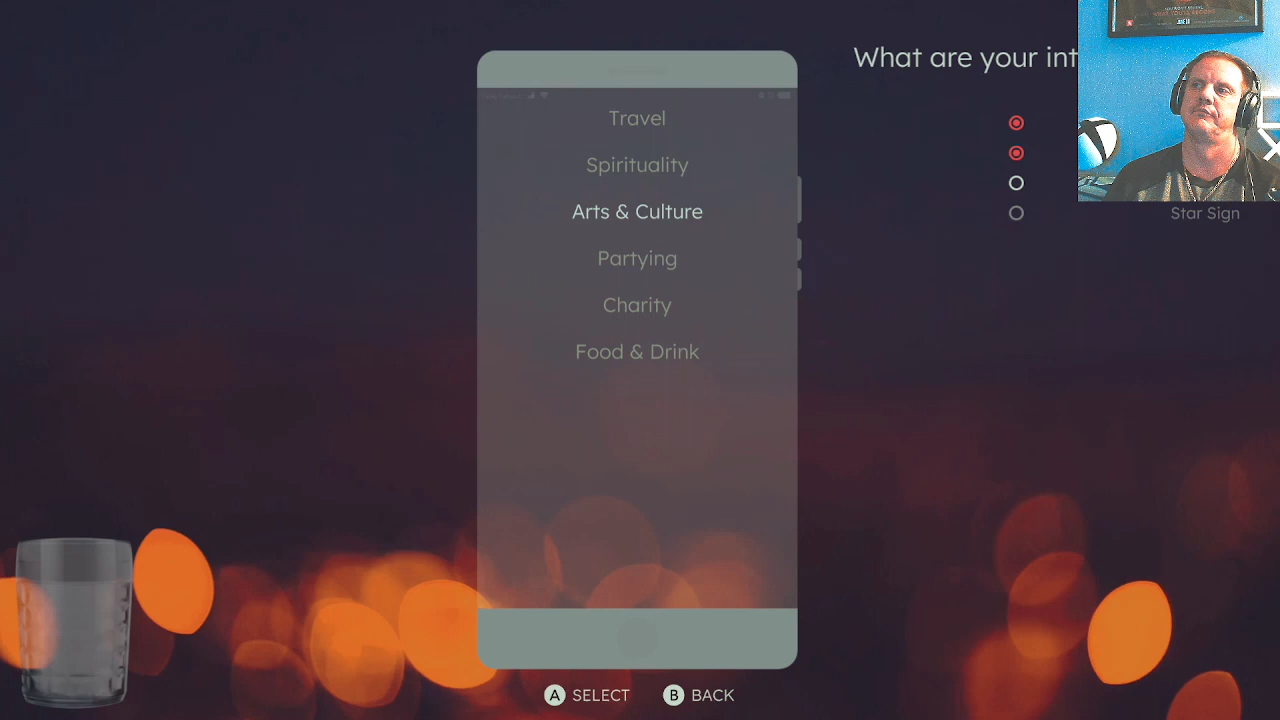 What are your int
Travel
Spirituality
Arts & Culture
Partying
Charity
Food & Drink
Star Sign
A SELECT B BACK